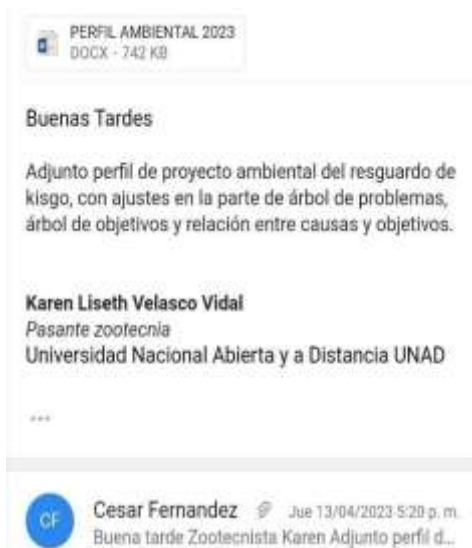 PERFIL AMBIENTAL 2023
DOCX - 742 KB
Buenas Tardes
Adjunto perfil de proyecto ambiental del resguardo de
kisgo, con ajustes en la parte de árbol de problemas,
árbol de objetivos y relación entre causas y objetivos.
Karen Liseth Velasco Vidal
Pasante zootecnia
Universidad Nacional Abierta y a Distancia UNAD
...
CF
Cesar Fernandez Jue 13/04/2023 5:20 p. m.
Buena tarde Zootecnista Karen Adjunto perfil d...